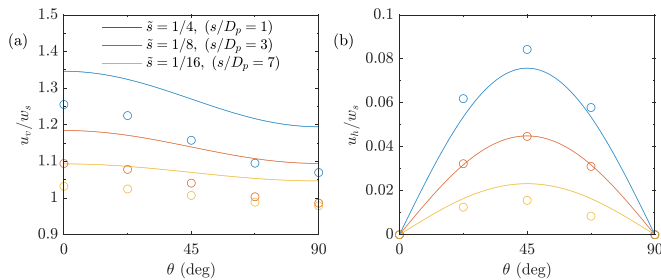 (a)
1.5
1.4
1.3
1.2
1.1
1
0.9
u_v/w_s
s̃ = 1/4, (s/D_p = 1)
s̃ = 1/8, (s/D_p = 3)
s̃ = 1/16, (s/D_p = 7)
0
45
90
θ (deg)
(b)
0.1
0.08
0.06
0.04
0.02
0
u_h/w_s
0
45
90
θ (deg)